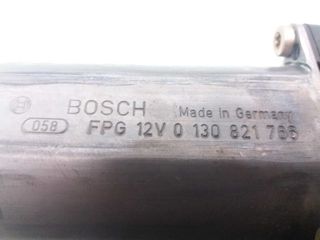 BOSCH Made in Germany
058 FPG 12V 0 130 821 766